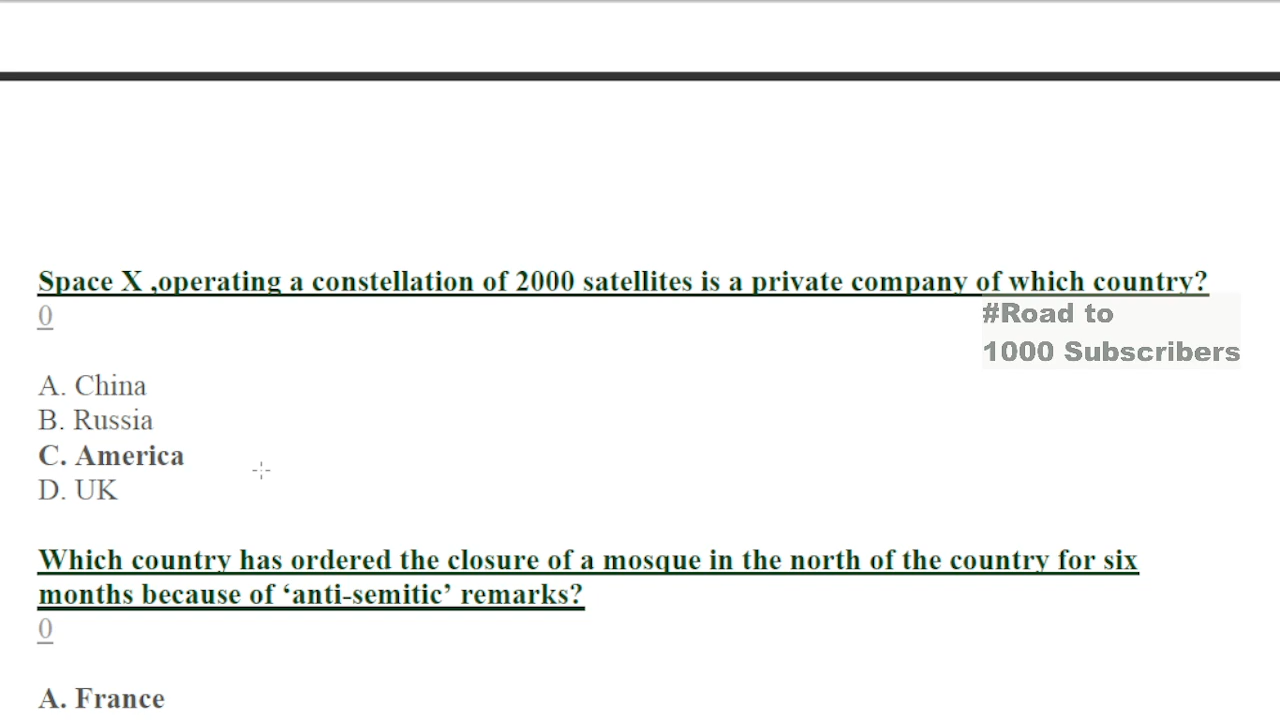 Space X ,operating a constellation of 2000 satellites is a private company of which country?
0
#Road to
1000 Subscribers
A. China
B. Russia
C. America
D. UK
Which country has ordered the closure of a mosque in the north of the country for six
months because of ‘anti-semitic’ remarks?
0
A. France